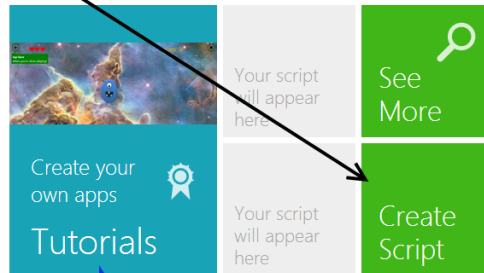 Create your
own apps
Tutorials
Your script
will appear
here
Your script
will appear
here
See
More
Create
Script